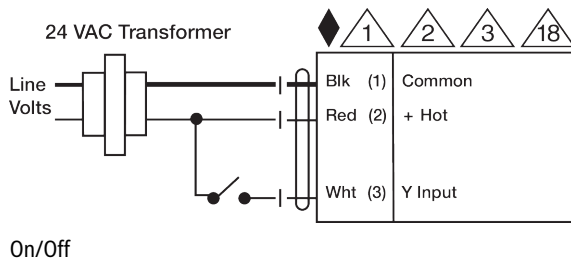 24 VAC Transformer
1 2 3 18
Line
Volts
Blk (1) Common
Red (2) + Hot
Wht (3) Y Input
On/Off